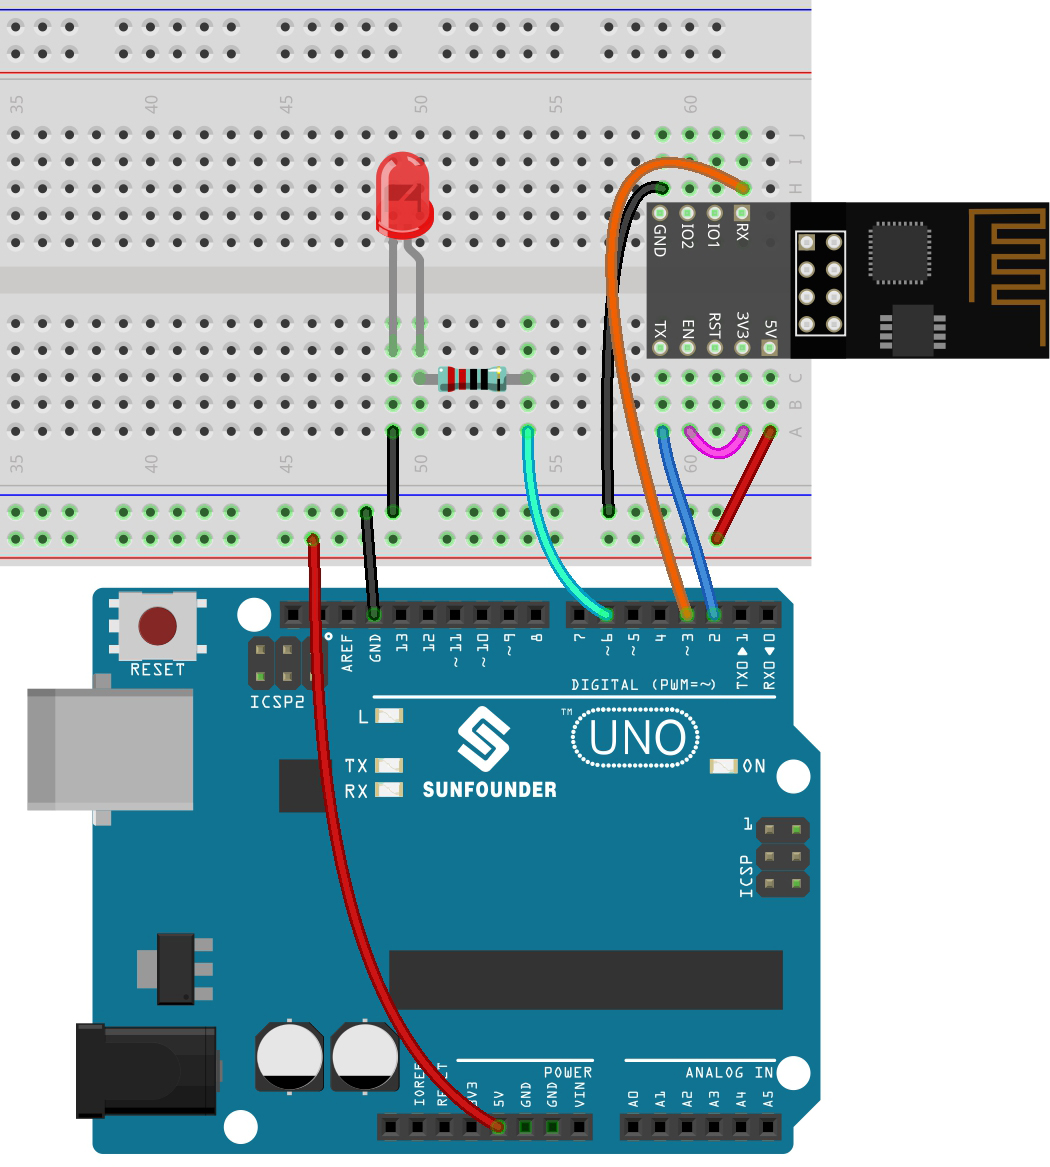 35 40 45 50 55 60
J
I
H
GND IO2 IO1 RX
TX EN RST 3V3 5V
C
B
A
35 40 45 50 55 60
RESET
AREF GND 13 12 ~11 ~10 ~9 8 7 ~6 ~5 4 ~3 2 TX0▶1 RX0◀0
ICSP2
DIGITAL (PWM=~)
L
TM
UNO
TX
RX
ON
SUNFOUNDER
1
ICSP
POWER
ANALOG IN
IOREF 3V3 5V GND GND VIN A0 A1 A2 A3 A4 A5